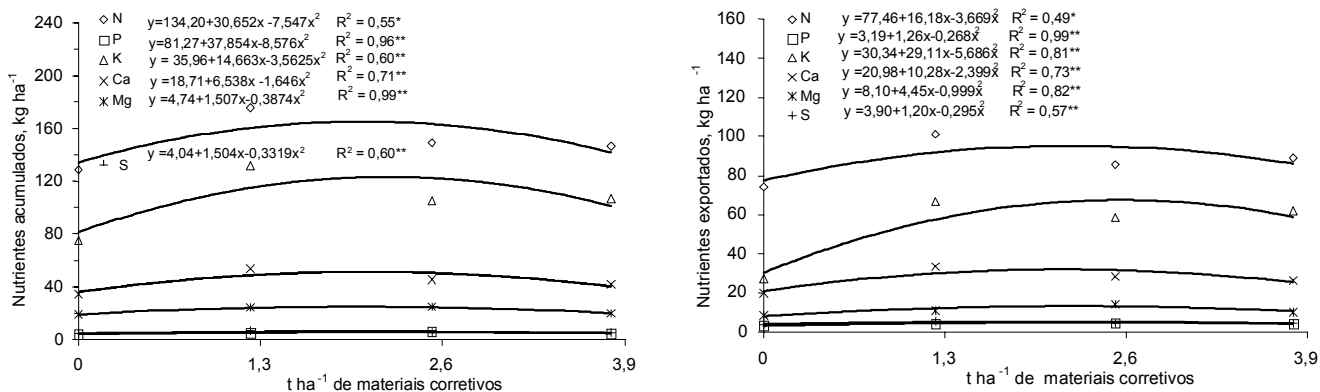 N y=134,20+30,652x -7,547x² R² = 0,55*
P y=81,27+37,854x-8,576x² R² = 0,96**
K y = 35,96+14,663x-3,5625x² R² = 0,60**
Ca y =18,71+6,538x -1,646x² R² = 0,71**
Mg y =4,74+1,507x-0,3874x² R² = 0,99**
S y =4,04+1,504x-0,3319x² R² = 0,60**
Nutrientes acumulados, kg ha⁻¹
240
200
160
120
80
40
0
0 1,3 2,6 3,9
t ha⁻¹ de materiais corretivos
N y =77,46+16,18x-3,669x² R² = 0,49*
P y =3,19+1,26x-0,268x² R² = 0,99**
K y =30,34+29,11x-5,686x² R² = 0,81**
Ca y =20,98+10,28x-2,399x² R² = 0,73**
Mg y =8,10+4,45x-0,999x² R² = 0,82**
S y =3,90+1,20x-0,295x² R² = 0,57**
Nutrientes exportados, kg ha⁻¹
160
140
120
100
80
60
40
20
0
0 1,3 2,6 3,9
t ha⁻¹ de materiais corretivos